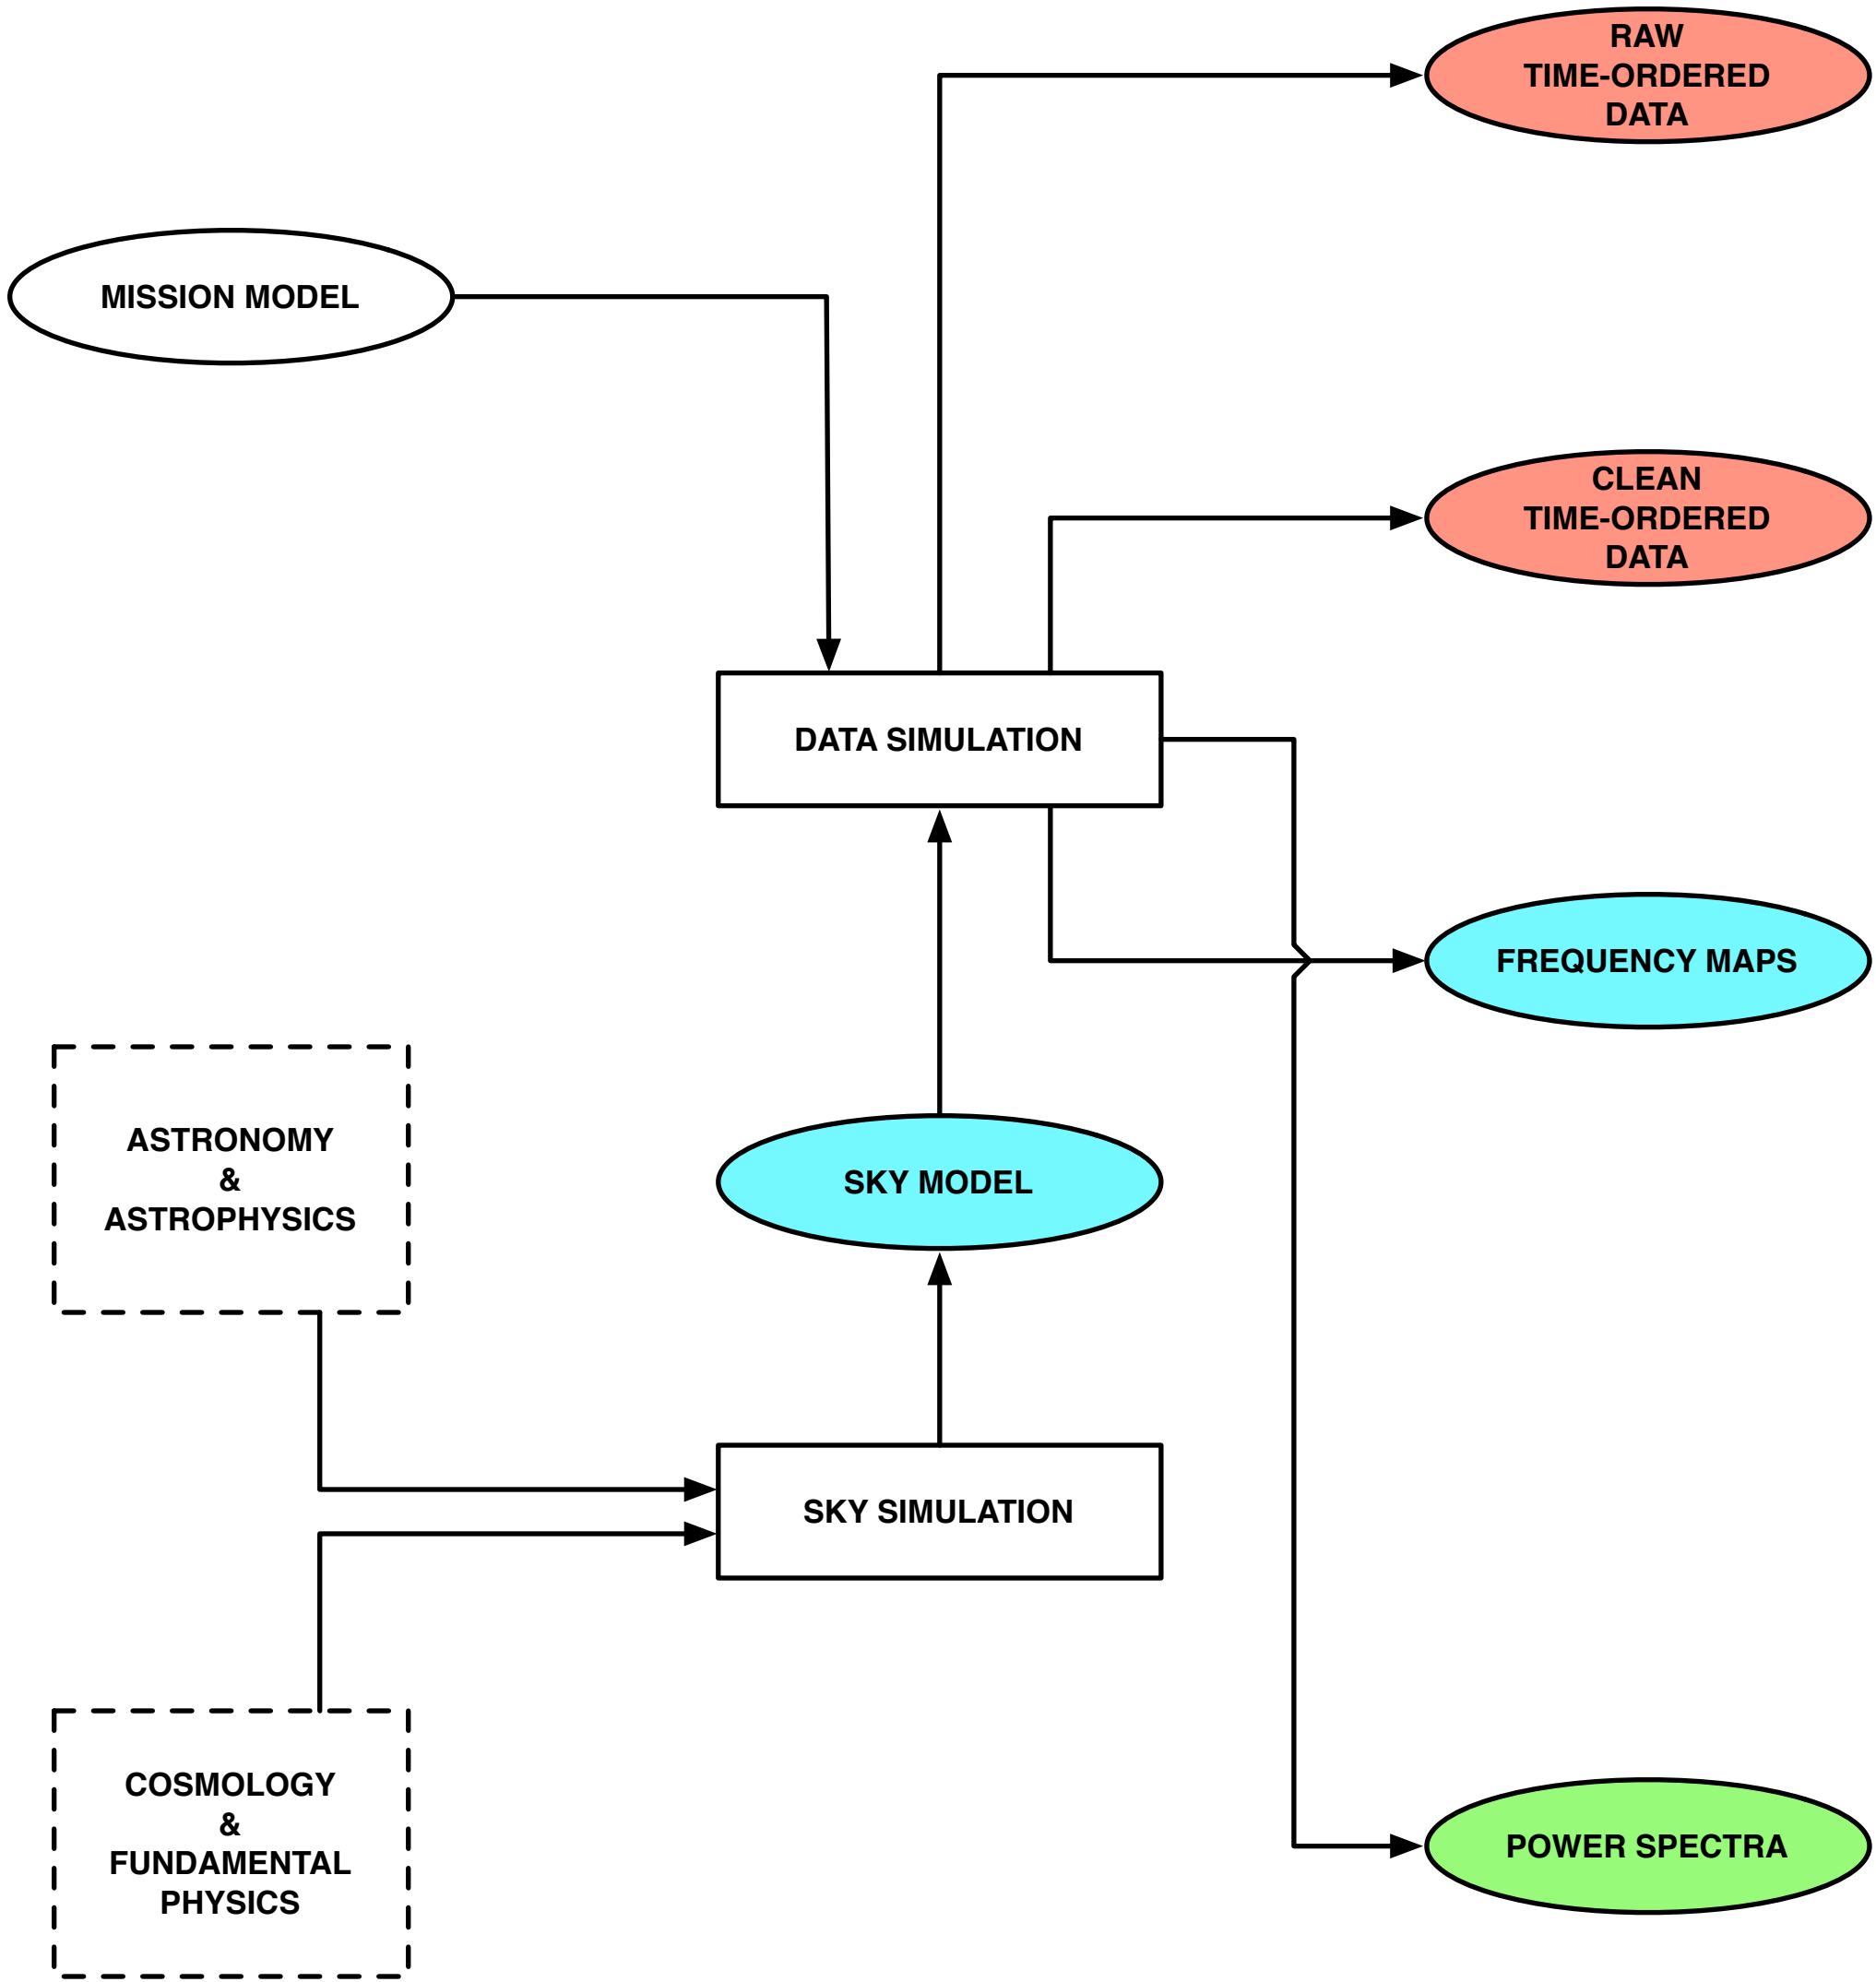 RAW
TIME-ORDERED
DATA
MISSION MODEL
CLEAN
TIME-ORDERED
DATA
DATA SIMULATION
FREQUENCY MAPS
ASTRONOMY
&
ASTROPHYSICS
SKY MODEL
SKY SIMULATION
COSMOLOGY
&
FUNDAMENTAL
PHYSICS
POWER SPECTRA